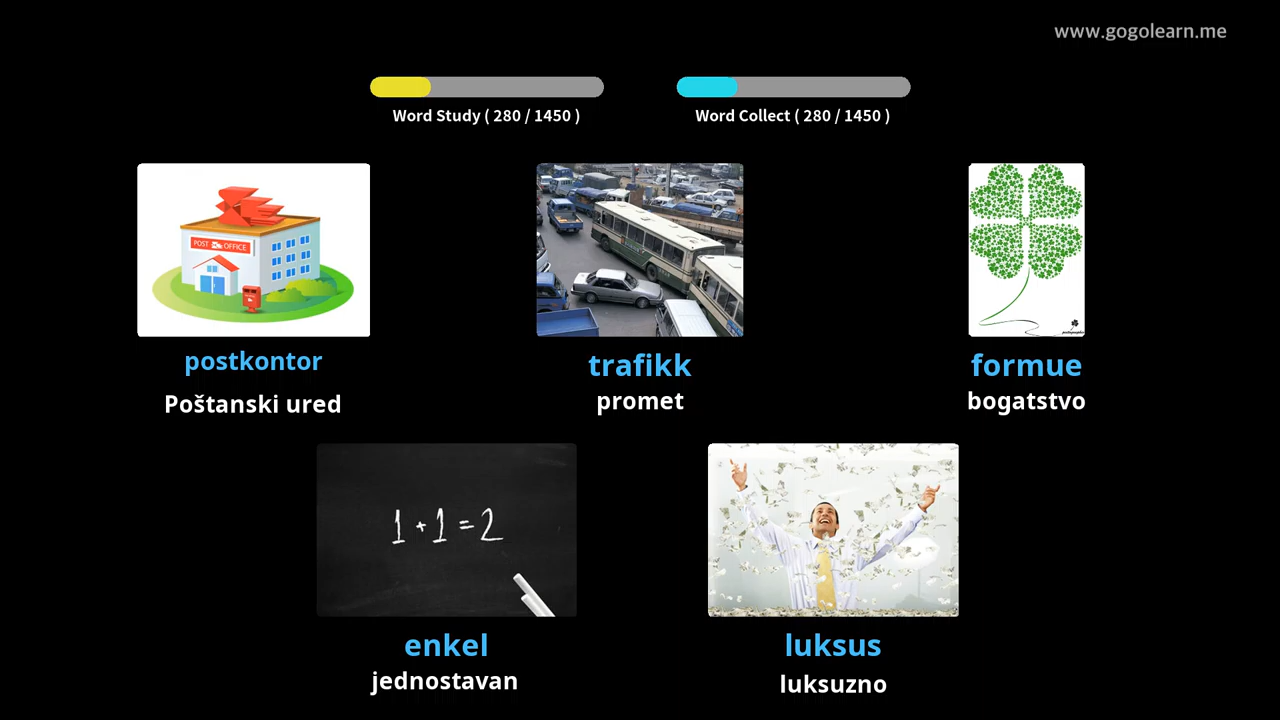 www.gogolearn.me
Word Study ( 280 / 1450 )
Word Collect ( 280 / 1450 )
POST OFFICE
postkontor
trafikk
formue
Poštanski ured
promet
bogatstvo
1 + 1 = 2
enkel
luksus
jednostavan
luksuzno